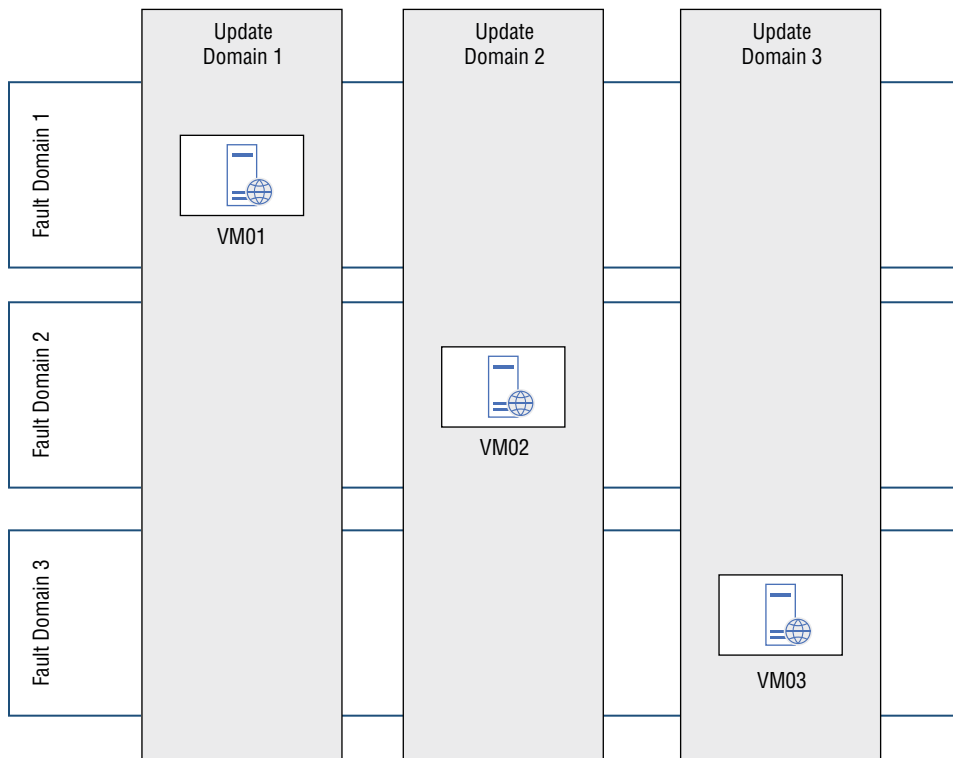 Update
Domain 1
Update
Domain 2
Update
Domain 3
Fault Domain 1
VM01
Fault Domain 2
VM02
Fault Domain 3
VM03